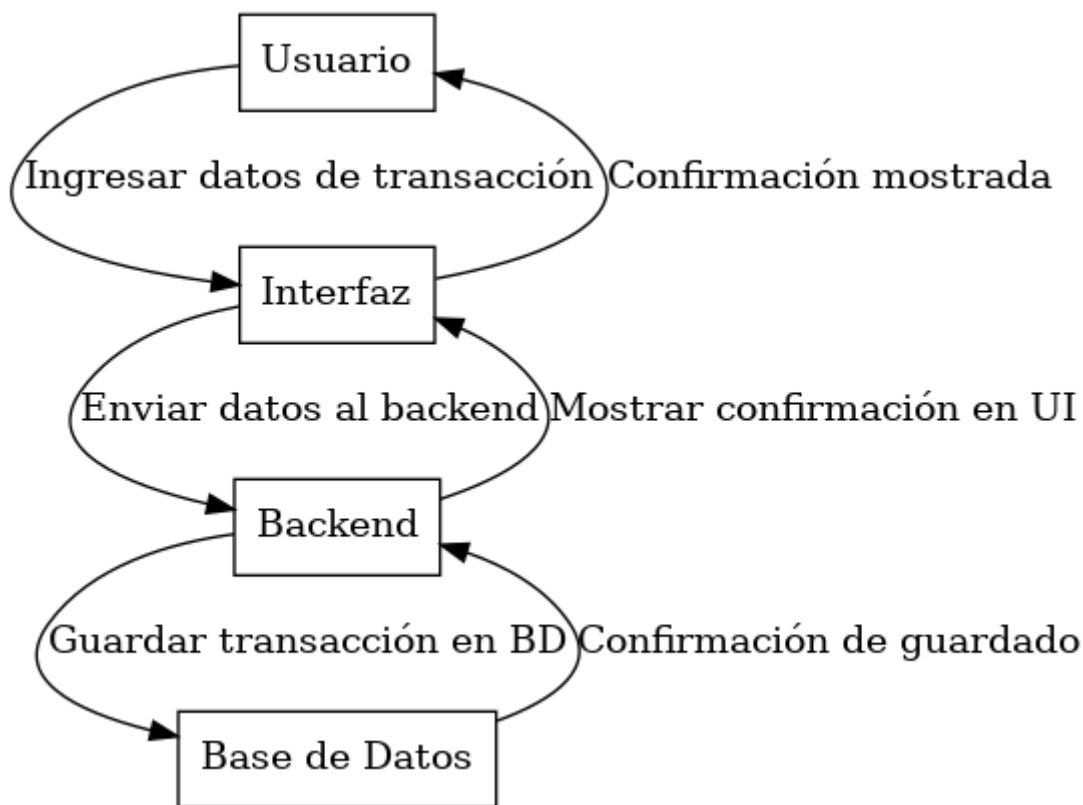 Usuario
Ingresar datos de transacción
Confirmación mostrada
Interfaz
Enviar datos al backend
Mostrar confirmación en UI
Backend
Guardar transacción en BD
Confirmación de guardado
Base de Datos